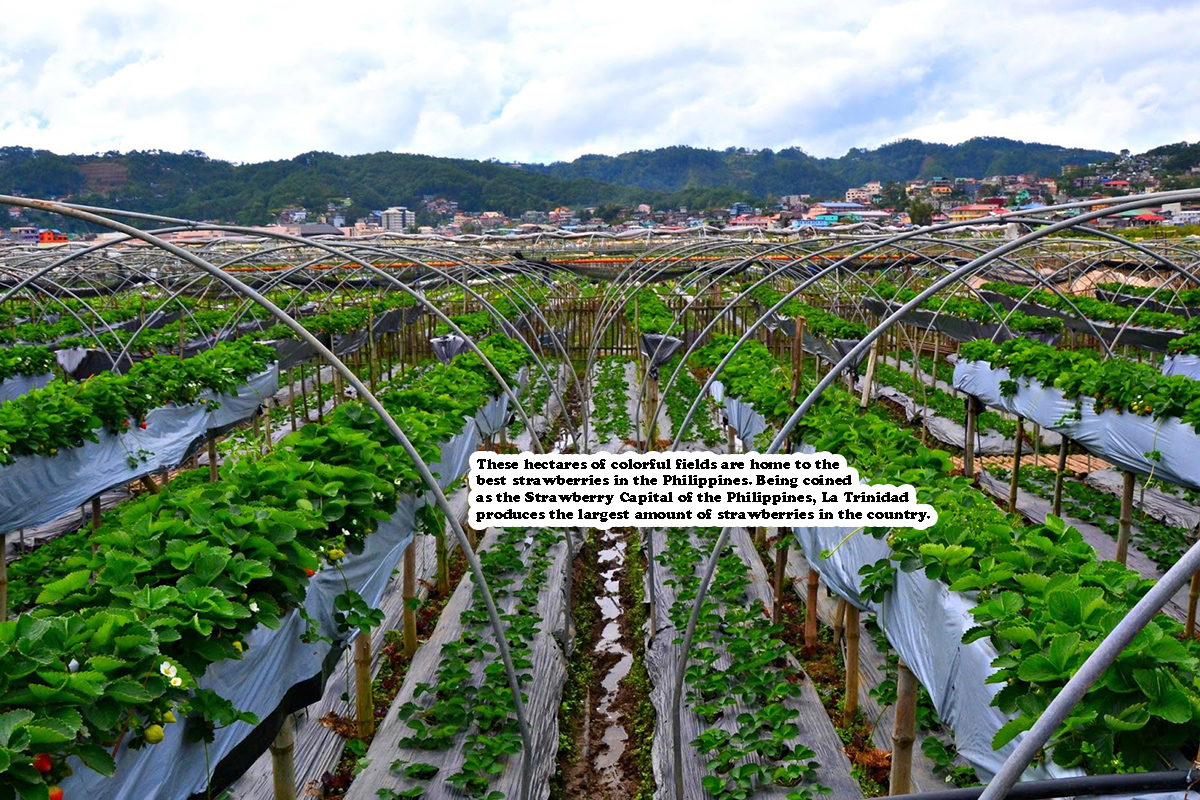 These hectares of colorful fields are home to the
best strawberries in the Philippines. Being coined
as the Strawberry Capital of the Philippines, La Trinidad
produces the largest amount of strawberries in the country.